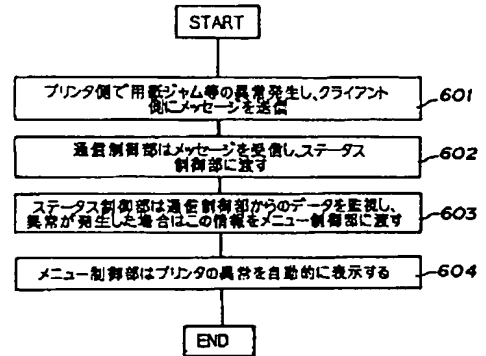 START
プリンタ側で用紙ジャム等の異常発生し、クライアント
側にメッセージを送信
601
通信制御部はメッセージを受信し、ステータス
制御部に渡す
602
ステータス制御部は通信制御部からのデータを監視し、
異常が発生した場合はこの情報をメニュー制御部に渡す
603
メニュー制御部はプリンタの異常を自動的に表示する
604
END